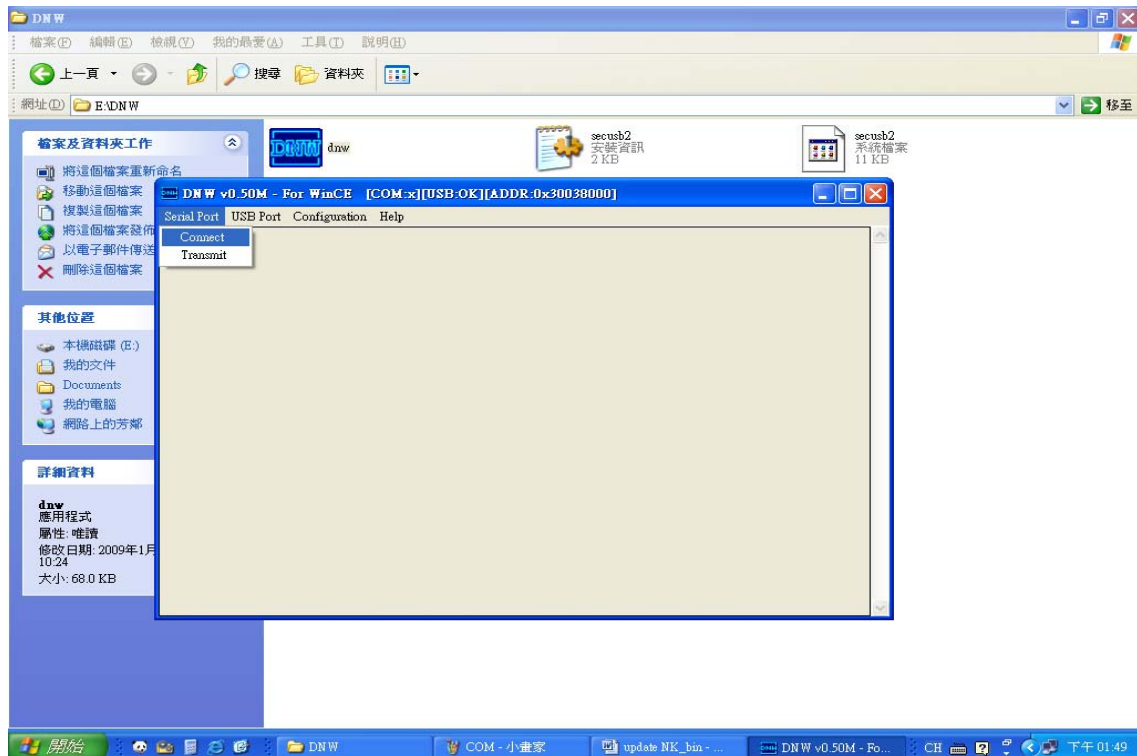 DNW
檔案(F) 編輯(E) 檢視(V) 我的最愛(A) 工具(T) 說明(H)
上一頁 搜尋 資料夾
網址(D) E:\DNW 移至
檔案及資料夾工作
將這個檔案重新命名
移動這個檔案
複製這個檔案
將這個檔案發佈
以電子郵件傳送
刪除這個檔案
其他位置
本機磁碟 (E:)
我的文件
Documents
我的電腦
網路上的芳鄰
詳細資料
dnw
應用程式
屬性: 唯讀
修改日期: 2009年1月
10:24
大小: 68.0 KB
dnw
secusb2
安裝資訊
2 KB
secusb2
系統檔案
11 KB
DNW v0.50M - For WinCE [COM:x][USB:OK][ADDR:0x30038000]
Serial Port USB Port Configuration Help
Connect
Transmit
開始 DNW COM - 小畫家 update NK_bin - ... DNW v0.50M - Fo... CH 下午 01:49